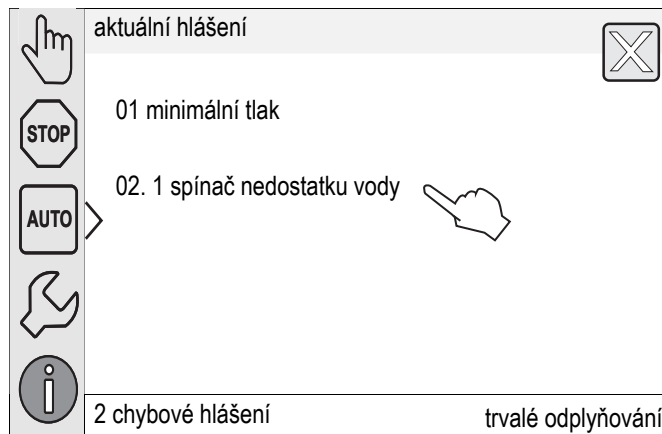 aktuální hlášení
01 minimální tlak
STOP
02. 1 spínač nedostatku vody
AUTO
2 chybové hlášení
trvalé odplyňování